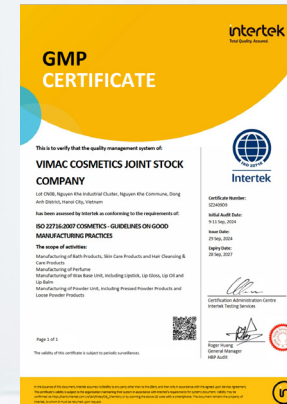 intertek
Total Quality. Assured.
GMP
CERTIFICATE
This is to verify that the quality management system of:
VIMAC COSMETICS JOINT STOCK
COMPANY
Lot CN3B, Nguyen Khe Industrial Cluster, Nguyen Khe Commune, Dong
Anh District, Hanoi City, Vietnam
has been assessed by Intertek as conforming to the requirements of:
ISO 22716:2007 COSMETICS - GUIDELINES ON GOOD
MANUFACTURING PRACTICES
The scope of activities:
Manufacturing of Bath Products, Skin Care Products and Hair Cleansing &
Care Products
Manufacturing of Perfume
Manufacturing of Wax Base Unit, including Lipstick, Lip Gloss, Lip Oil and
Lip Balm
Manufacturing of Powder Unit, including Pressed Powder Products and
Loose Powder Products
Page 1 of 1
The validity of this certificate is subject to periodic surveillances.
ISO 22716
Intertek
Certificate Number:
Initial Audit Date:
9-11 Sep, 2024
Issue Date:
29 Sep, 2024
Expiry Date:
28 Sep, 2027
Certification Administration Centre
Intertek Testing Services
Roger Huang
General Manager
HBP Audit